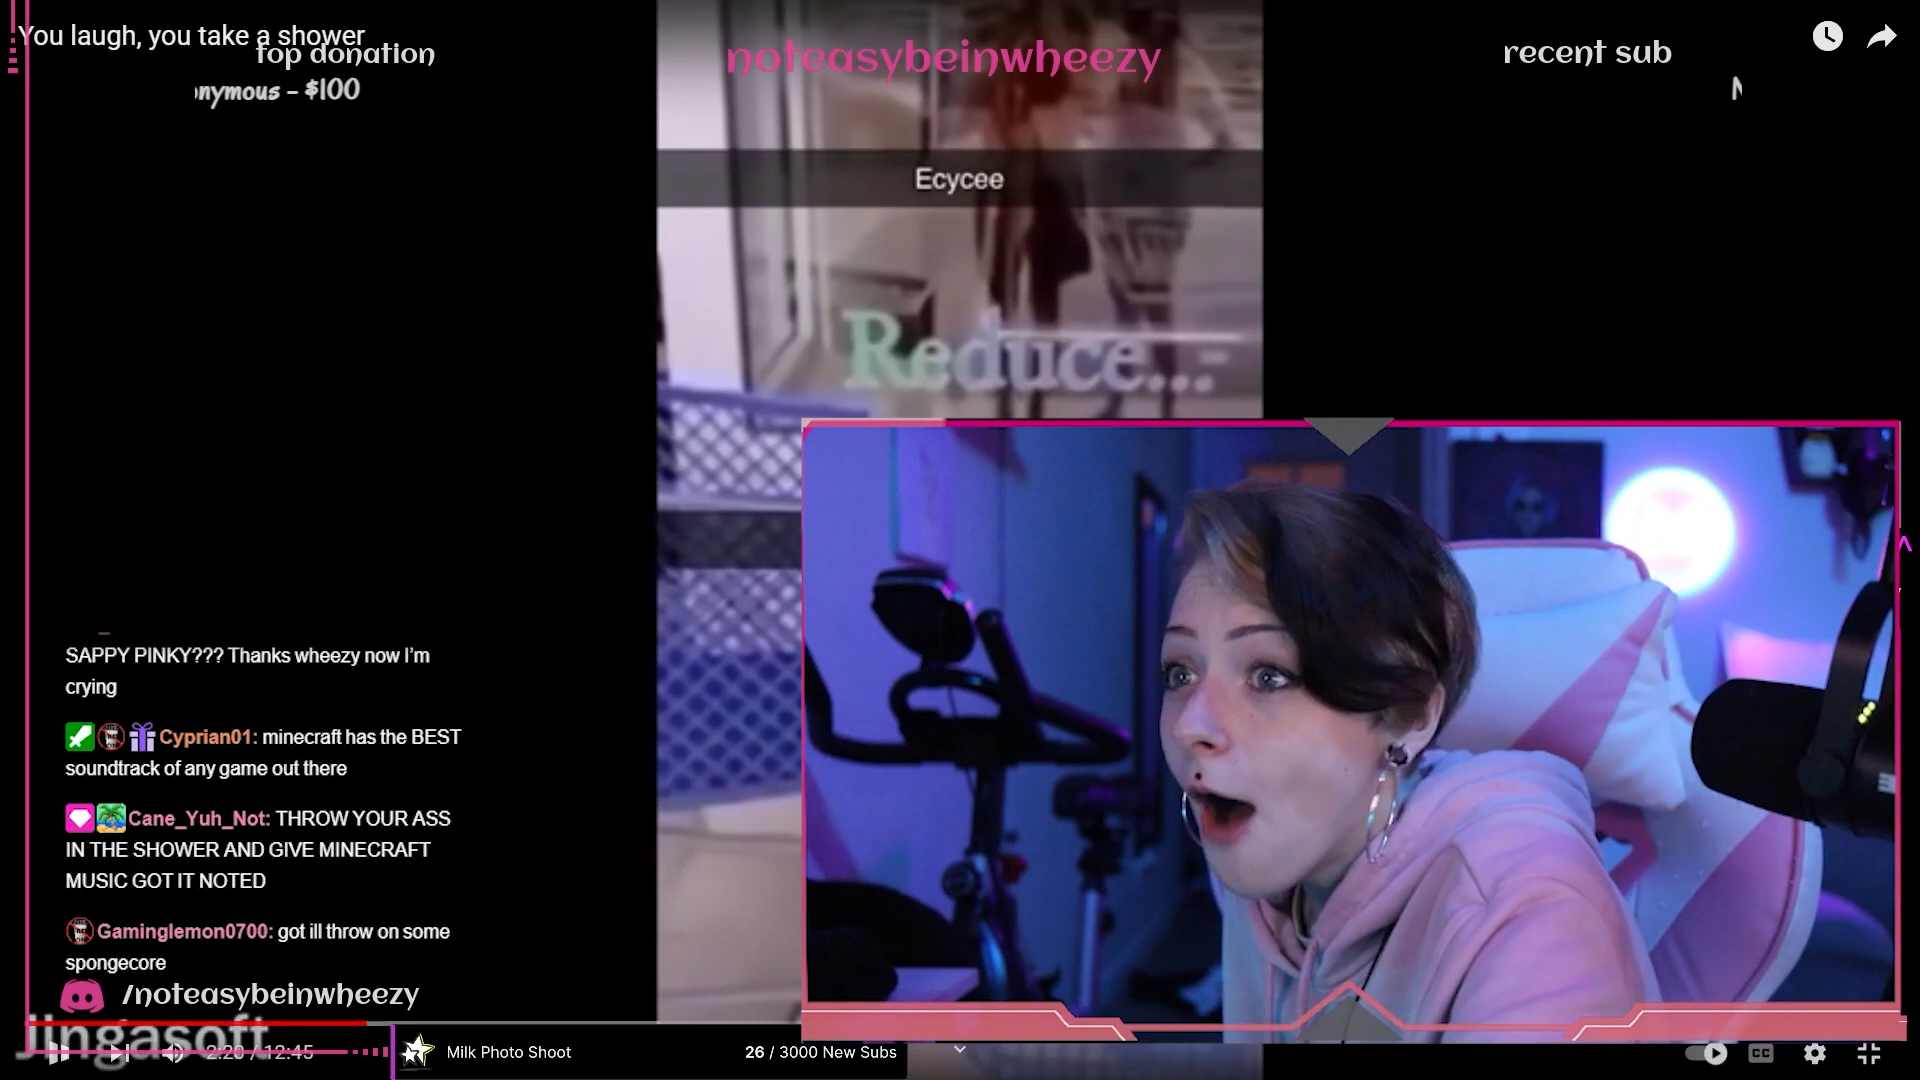 You laugh, you take a shower
top donation
nymous - $100
noteasybeinwheezy
recent sub
Ecycee
Reduce...
SAPPY PINKY??? Thanks wheezy now I'm
crying
Cyprian01: minecraft has the BEST
soundtrack of any game out there
Cane_Yuh_Not: THROW YOUR ASS
IN THE SHOWER AND GIVE MINECRAFT
MUSIC GOT IT NOTED
Gaminglemon0700: got ill throw on some
spongecore
/noteasybeinwheezy
Jingasoft
2:20 / 12:45
7
Milk Photo Shoot
26 / 3000 New Subs
CC